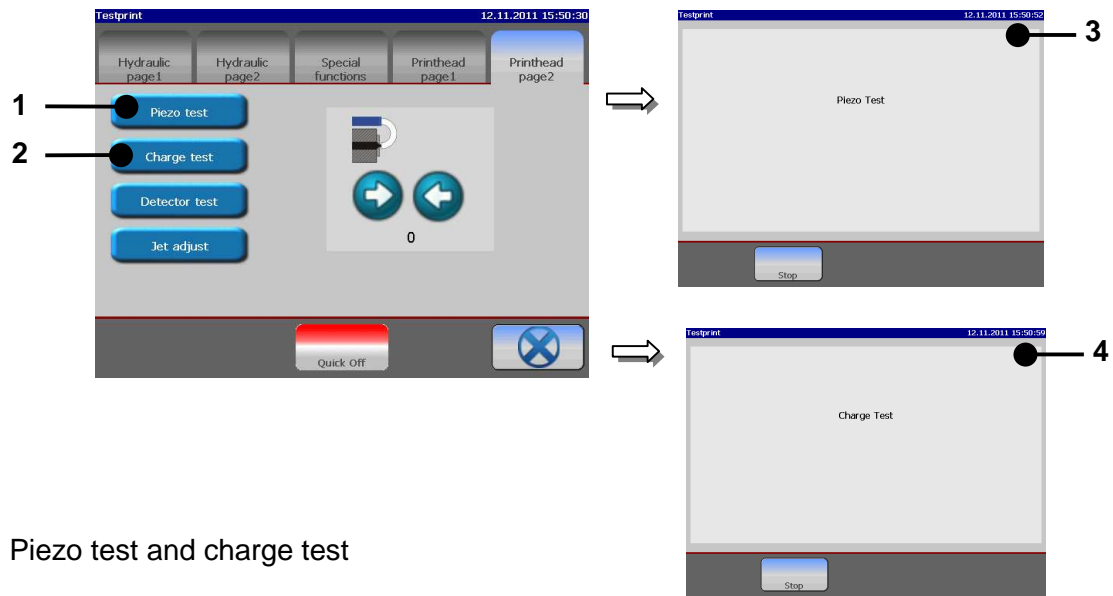 Testprint 12.11.2011 15:50:30
Hydraulic page1
Hydraulic page2
Special functions
Printhead page1
Printhead page2
1
Piezo test
2
Charge test
Detector test
Jet adjust
0
Quick Off
Testprint 12.11.2011 15:50:52
3
Piezo Test
Stop
Testprint 12.11.2011 15:50:59
4
Charge Test
Stop
Piezo test and charge test